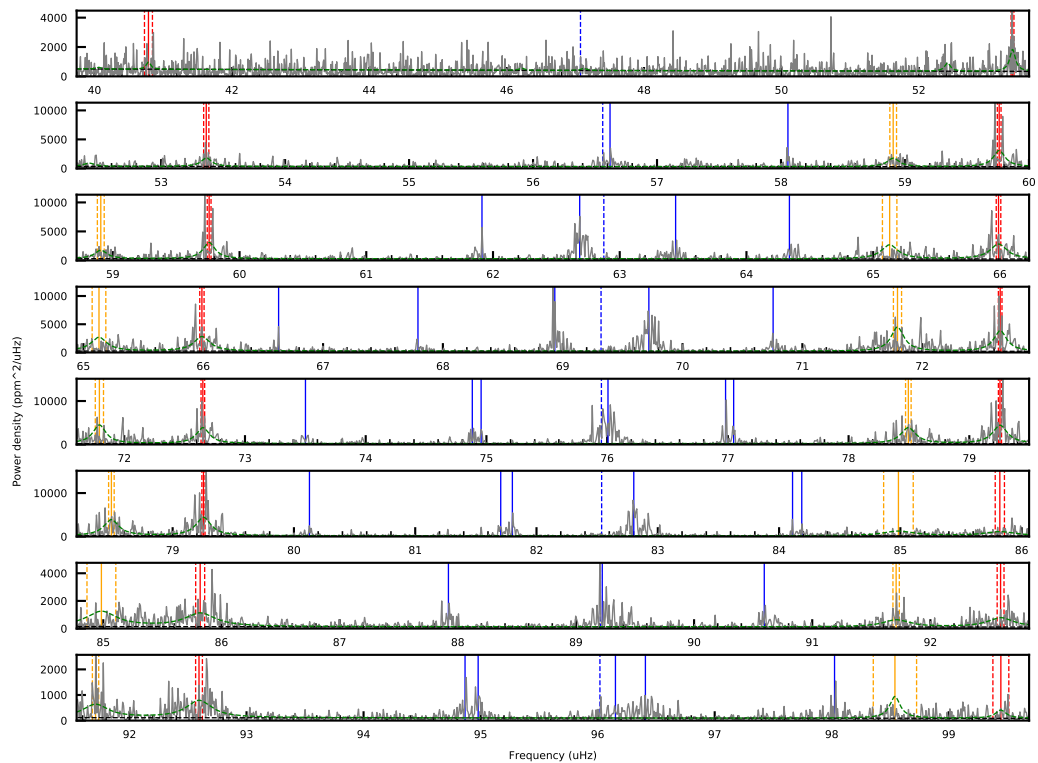 4000
2000
0
40 42 44 46 48 50 52
10000
5000
0
53 54 55 56 57 58 59 60
10000
5000
0
59 60 61 62 63 64 65 66
10000
5000
0
65 66 67 68 69 70 71 72
10000
0
72 73 74 75 76 77 78 79
10000
0
79 80 81 82 83 84 85 86
4000
2000
0
85 86 87 88 89 90 91 92
2000
1000
0
92 93 94 95 96 97 98 99
Power density (ppm^2/uHz)
Frequency (uHz)